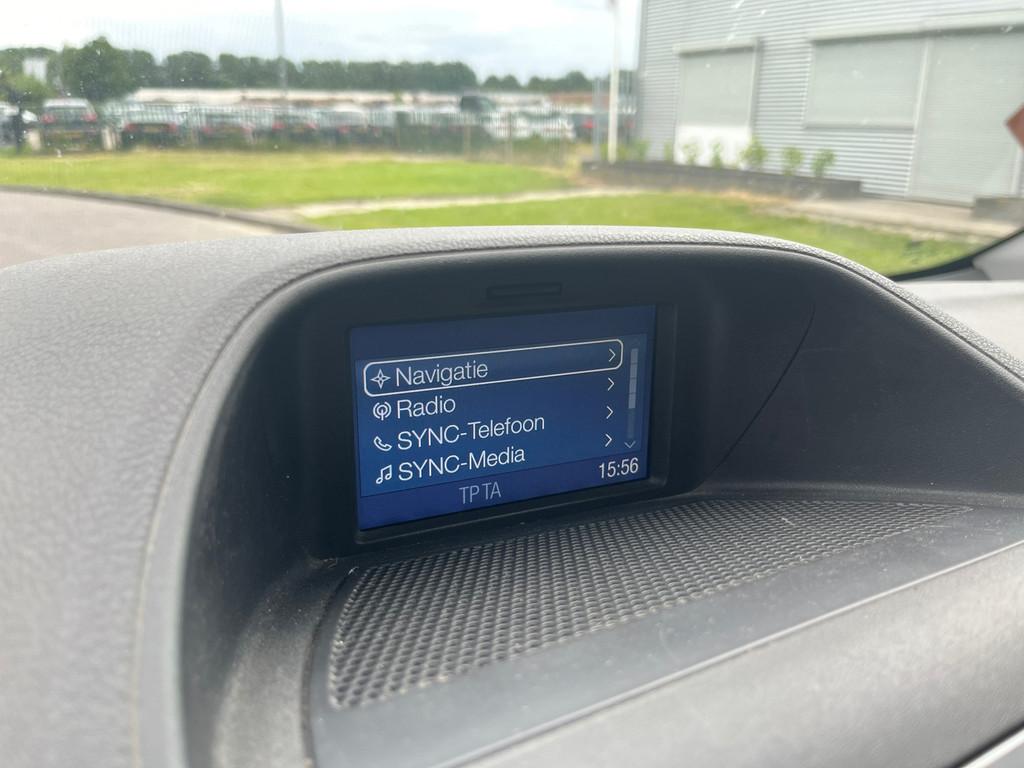 Navigatie
Radio
SYNC-Telefoon
SYNC-Media
15:56
TP TA